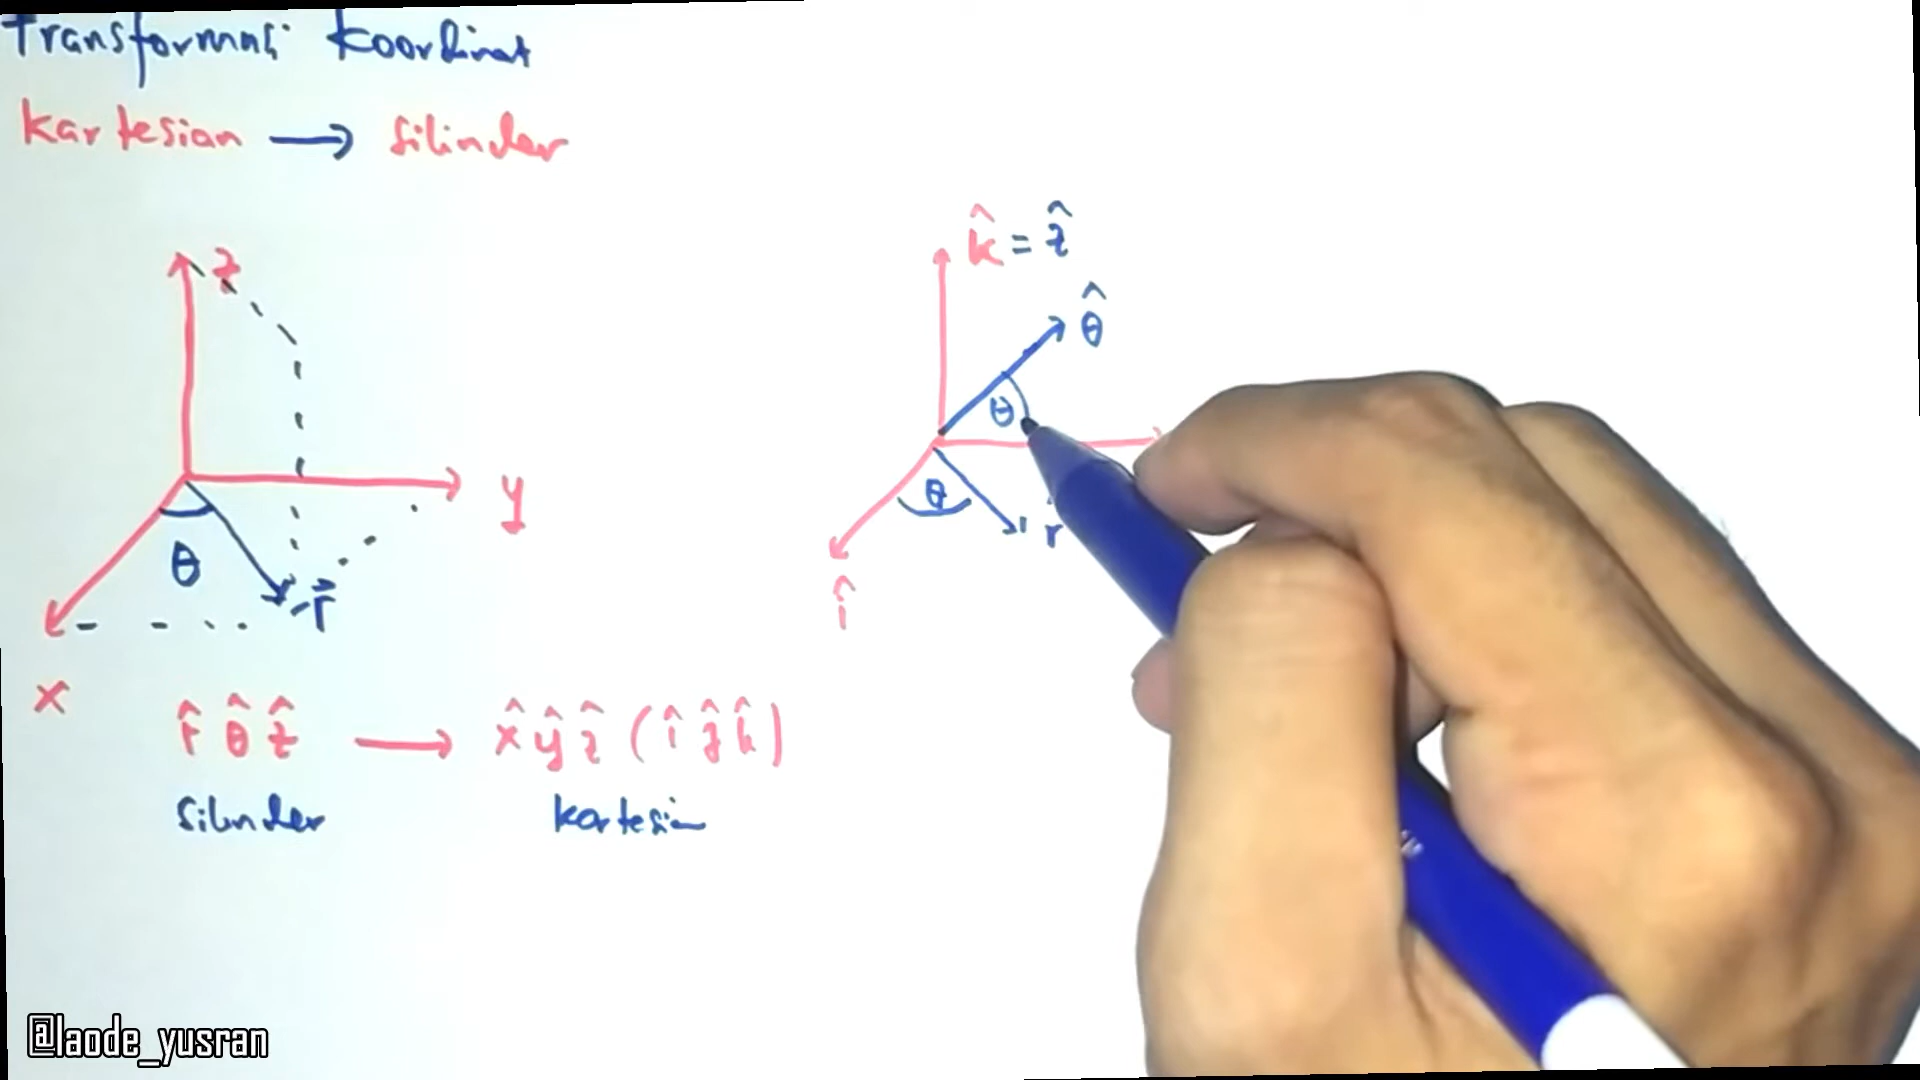 Transformasi Koordinat
kartesian → silinder
z
y
θ
r⃗
x
r̂ θ̂ ẑ → x̂ ŷ ẑ (î ĵ k̂)
silinder kartesian
k̂ = ẑ
θ̂
θ
θ
r
î
@laode_yusran